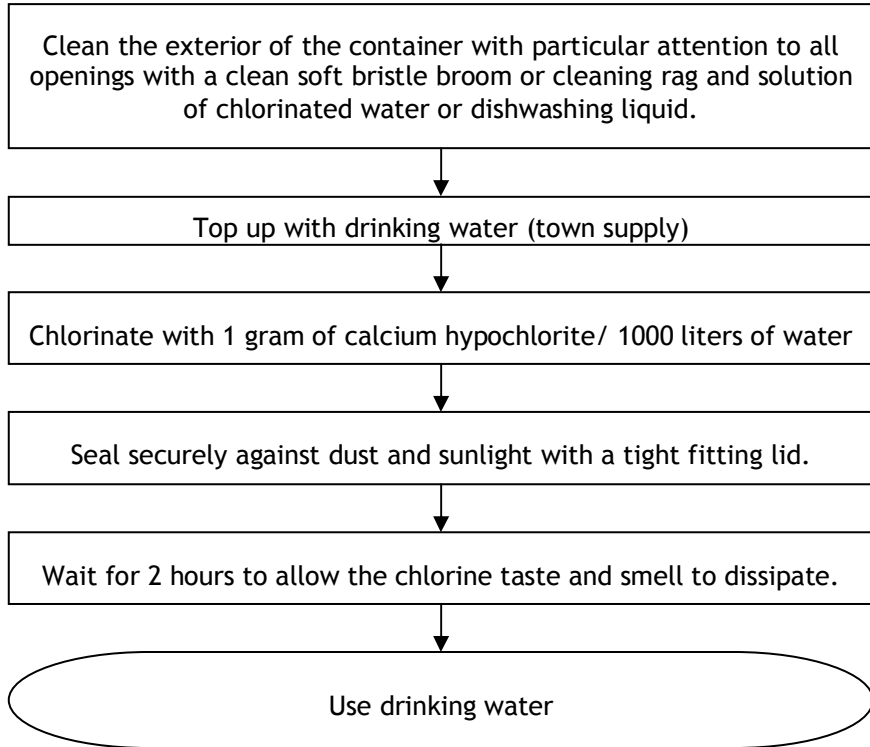 Clean the exterior of the container with particular attention to all
openings with a clean soft bristle broom or cleaning rag and solution
of chlorinated water or dishwashing liquid.
Top up with drinking water (town supply)
Chlorinate with 1 gram of calcium hypochlorite/ 1000 liters of water
Seal securely against dust and sunlight with a tight fitting lid.
Wait for 2 hours to allow the chlorine taste and smell to dissipate.
Use drinking water